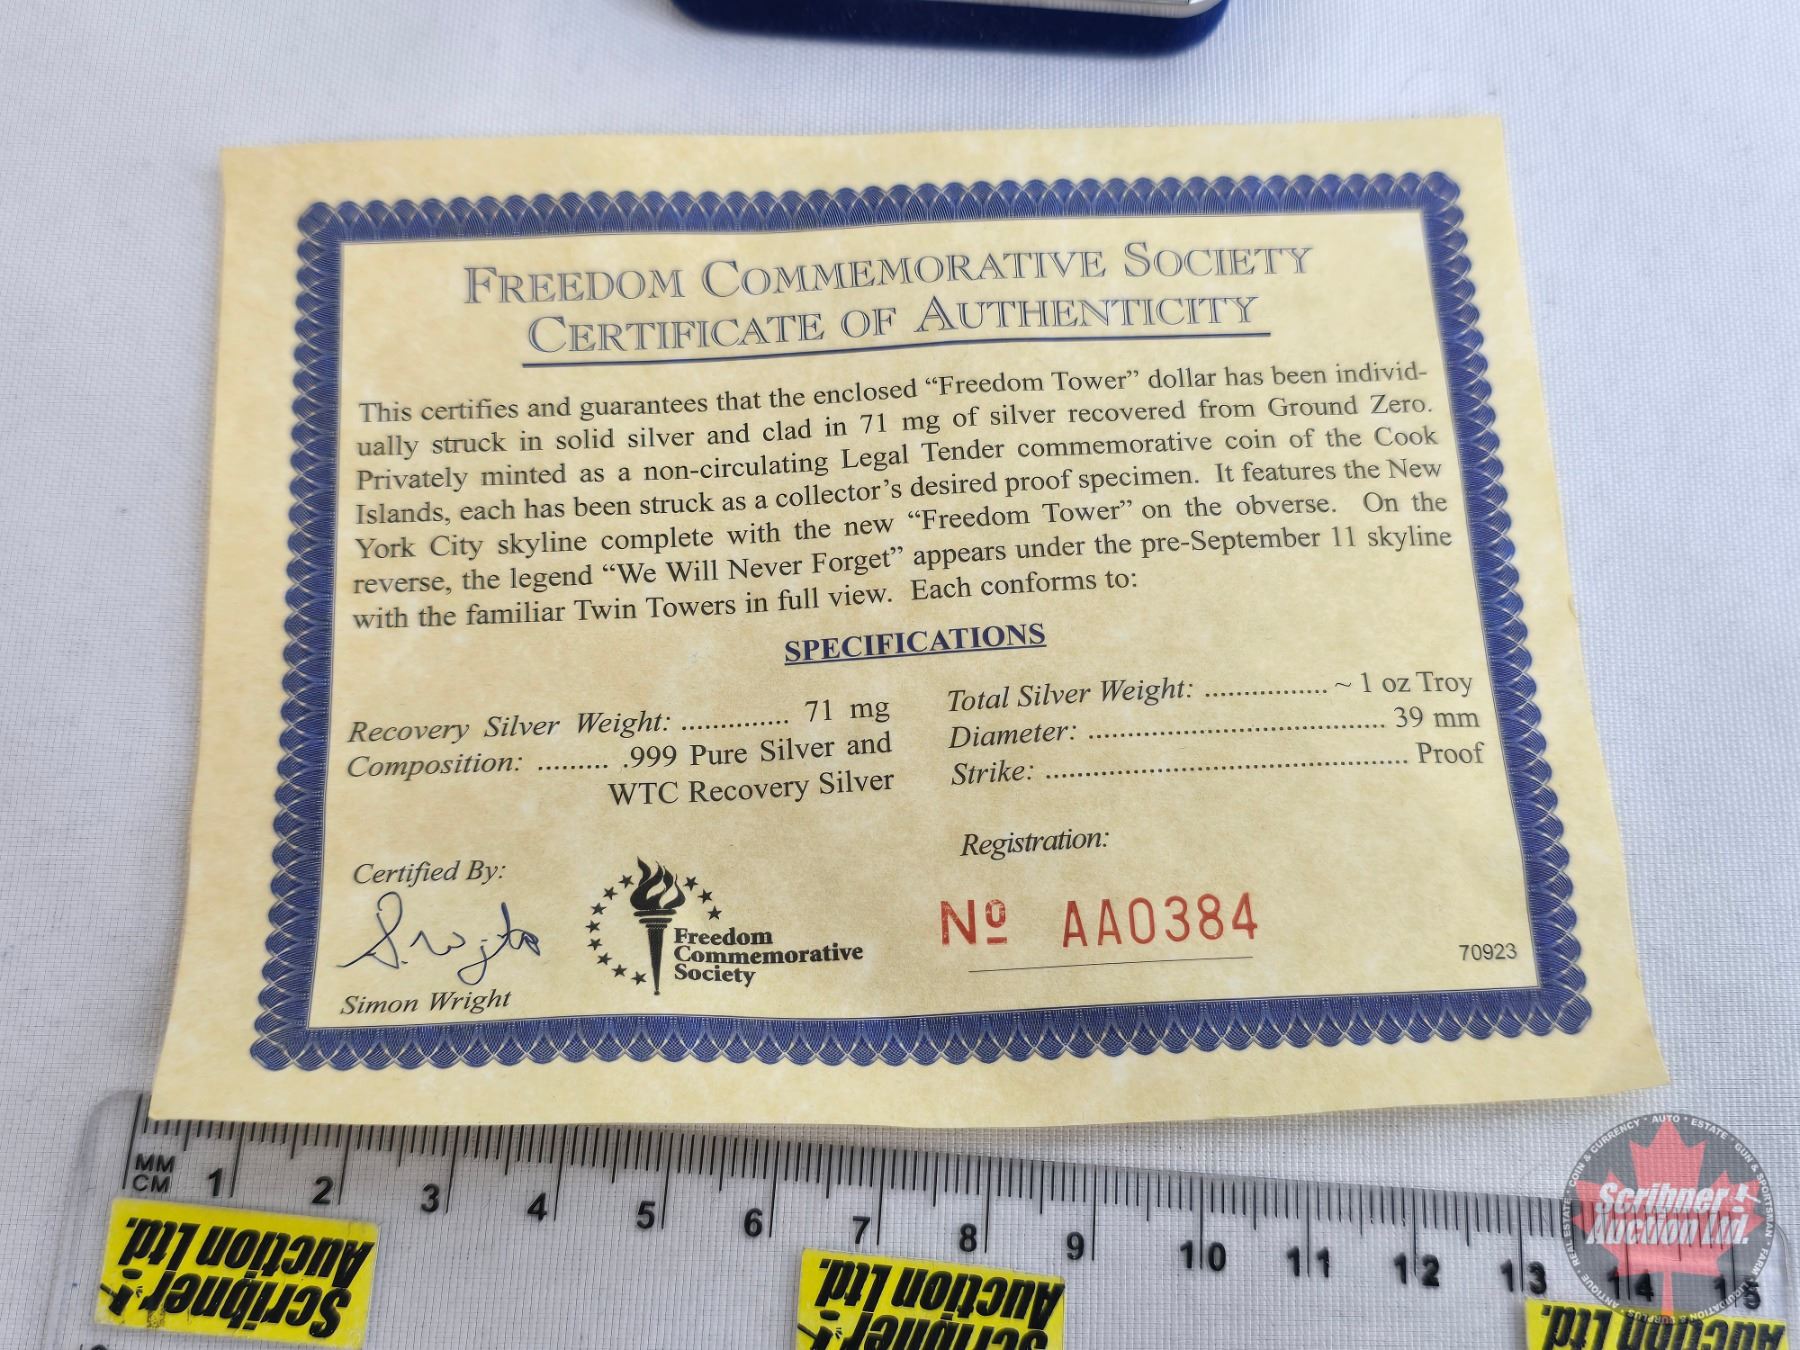 FREEDOM COMMEMORATIVE SOCIETY
CERTIFICATE OF AUTHENTICITY
This certifies and guarantees that the enclosed “Freedom Tower” dollar has been individ-
ually struck in solid silver and clad in 71 mg of silver recovered from Ground Zero.
Privately minted as a non-circulating Legal Tender commemorative coin of the Cook
Islands, each has been struck as a collector’s desired proof specimen. It features the New
York City skyline complete with the new “Freedom Tower” on the obverse. On the
reverse, the legend “We Will Never Forget” appears under the pre-September 11 skyline
with the familiar Twin Towers in full view. Each conforms to:
SPECIFICATIONS
Recovery Silver Weight: .............. 71 mg
Composition: ......... .999 Pure Silver and
WTC Recovery Silver
Total Silver Weight: ................ ~ 1 oz Troy
Diameter: ...................................... 39 mm
Strike: .............................................. Proof
Certified By:
S. Wright
Simon Wright
Freedom
Commemorative
Society
Registration:
Nº AA0384
70923
MM
CM 1 2 3 4 5 6 7 8 9 10 11 12 13 14 15
Scribner
Auction Ltd.
Scribner
Auction Ltd.
Auction Ltd.
COIN & CURRENCY • AUTO • ESTATE • GUN & SPORTSMAN
Scribner
Auction Ltd.